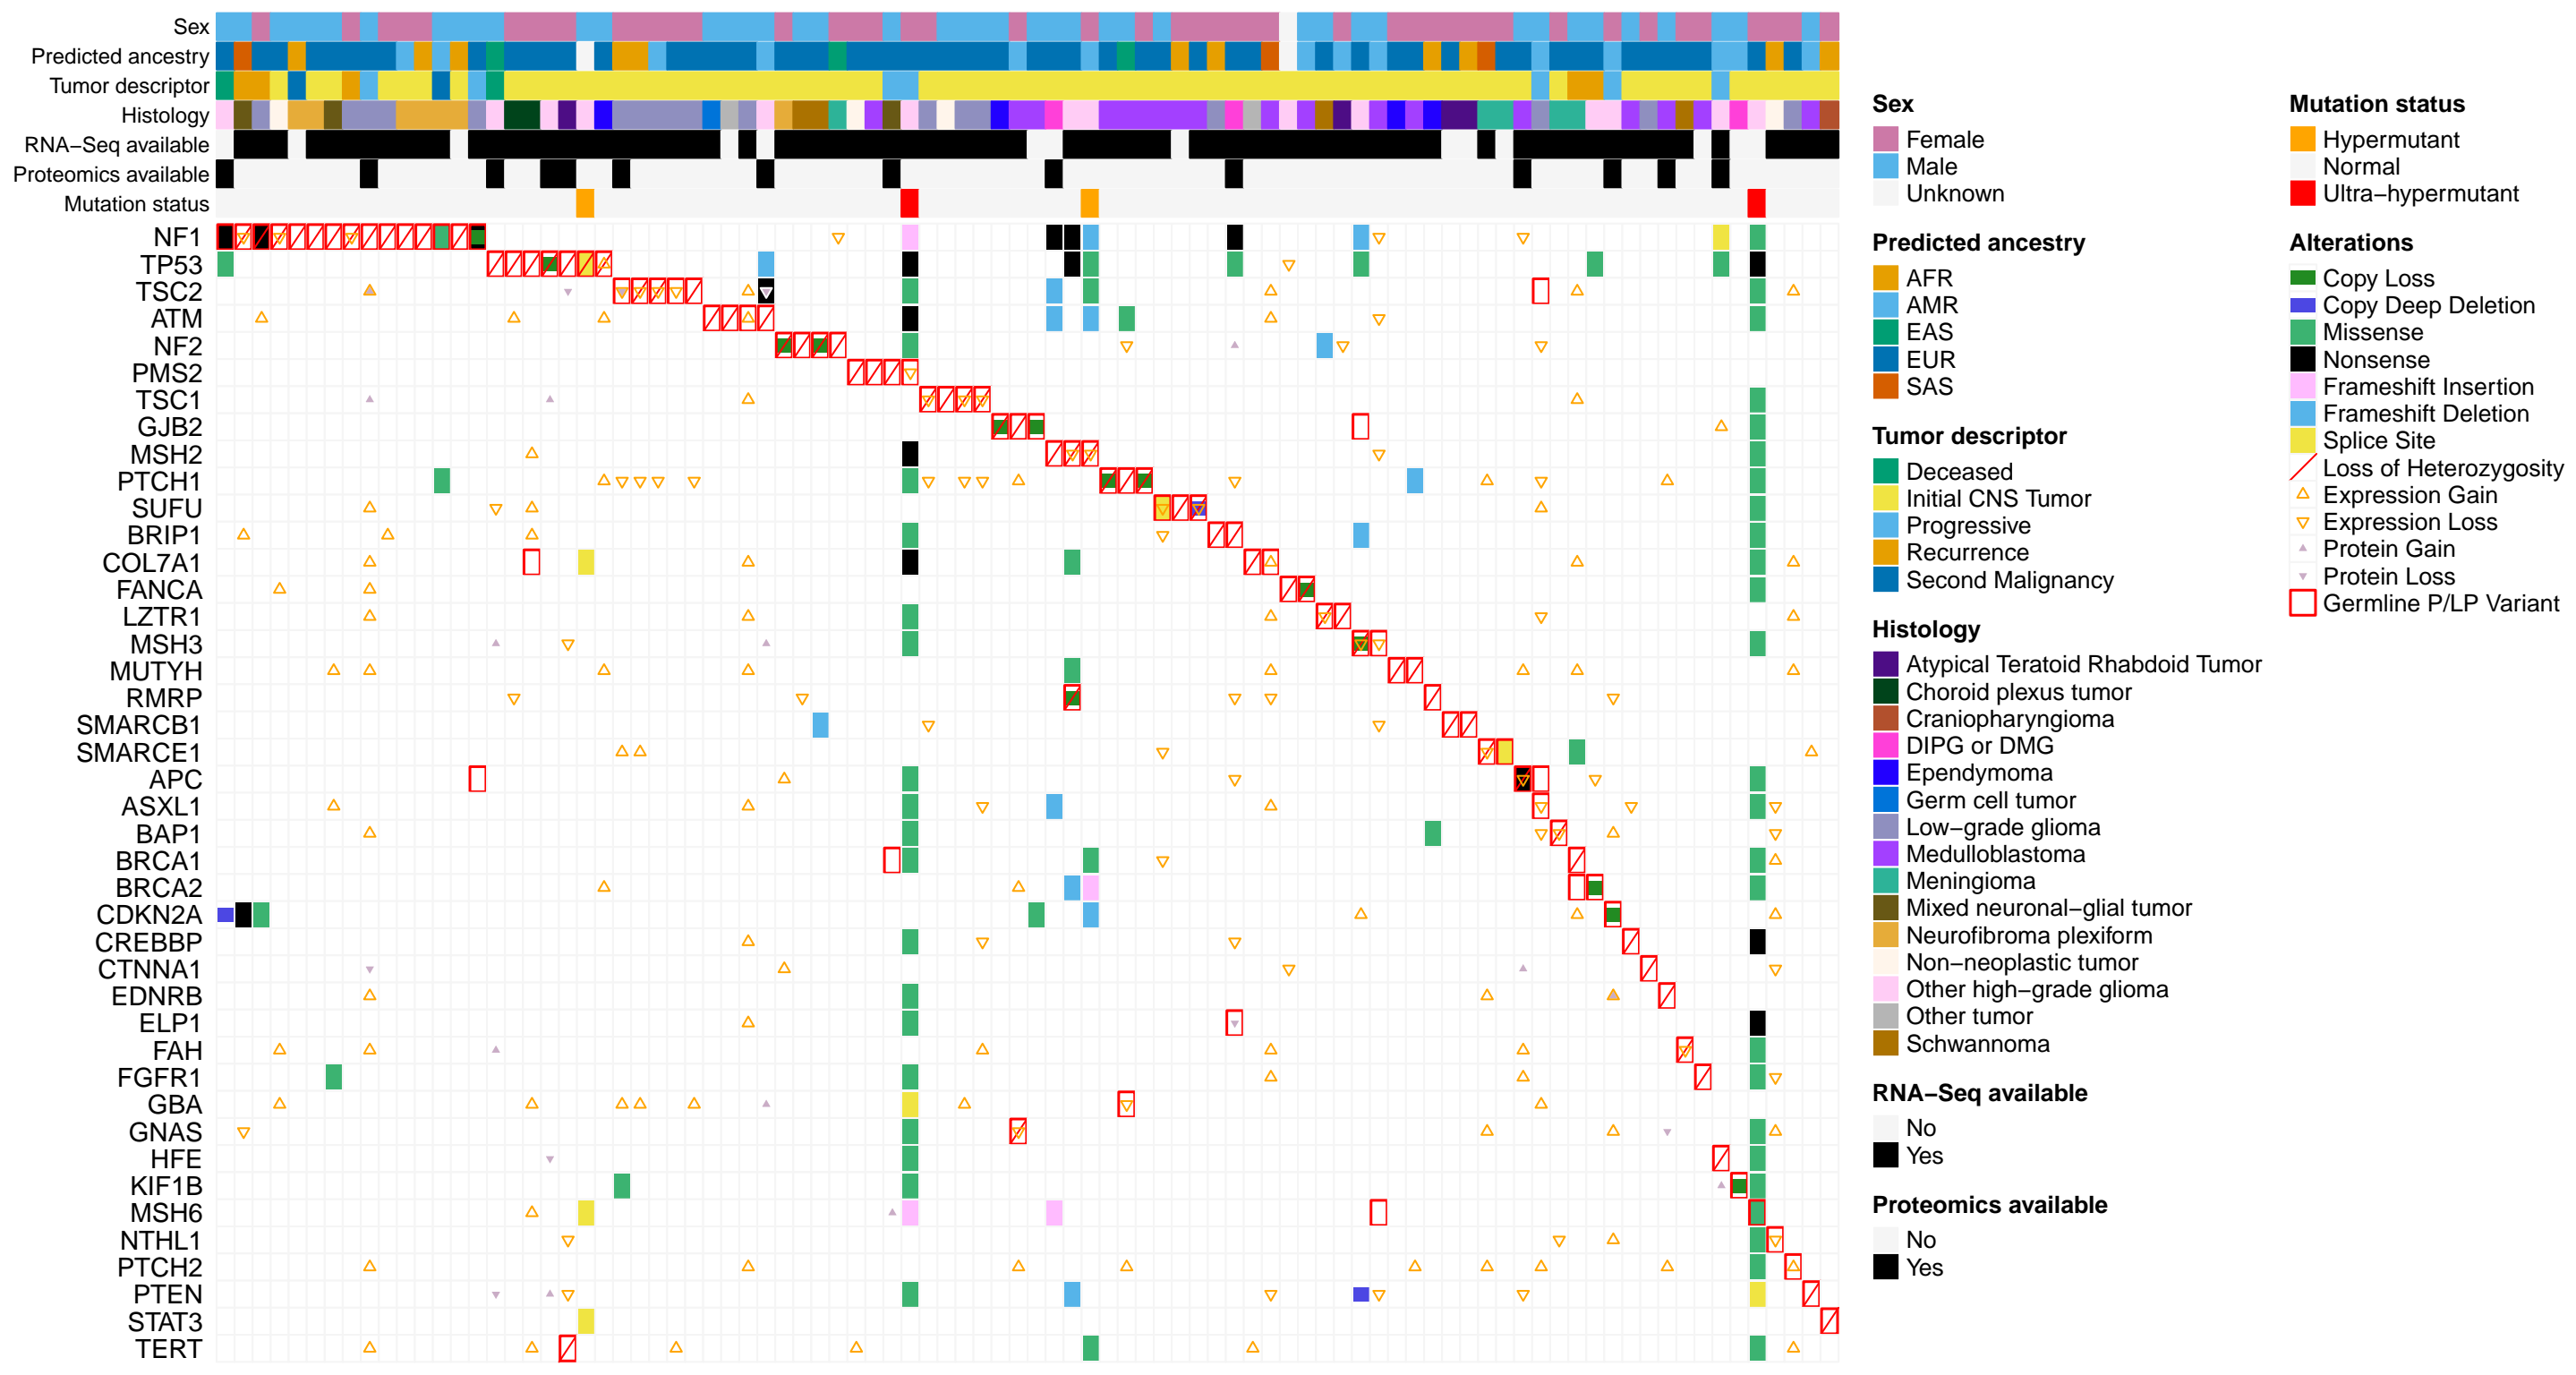 Sex
Predicted ancestry
Tumor descriptor
Histology
RNA−Seq available
Proteomics available
Mutation status
NF1
TP53
TSC2
ATM
NF2
PMS2
TSC1
GJB2
MSH2
PTCH1
SUFU
BRIP1
COL7A1
FANCA
LZTR1
MSH3
MUTYH
RMRP
SMARCB1
SMARCE1
APC
ASXL1
BAP1
BRCA1
BRCA2
CDKN2A
CREBBP
CTNNA1
EDNRB
ELP1
FAH
FGFR1
GBA
GNAS
HFE
KIF1B
MSH6
NTHL1
PTCH2
PTEN
STAT3
TERT
Sex
Female
Male
Unknown
Predicted ancestry
AFR
AMR
EAS
EUR
SAS
Tumor descriptor
Deceased
Initial CNS Tumor
Progressive
Recurrence
Second Malignancy
Histology
Atypical Teratoid Rhabdoid Tumor
Choroid plexus tumor
Craniopharyngioma
DIPG or DMG
Ependymoma
Germ cell tumor
Low−grade glioma
Medulloblastoma
Meningioma
Mixed neuronal−glial tumor
Neurofibroma plexiform
Non−neoplastic tumor
Other high−grade glioma
Other tumor
Schwannoma
RNA−Seq available
No
Yes
Proteomics available
No
Yes
Mutation status
Hypermutant
Normal
Ultra−hypermutant
Alterations
Copy Loss
Copy Deep Deletion
Missense
Nonsense
Frameshift Insertion
Frameshift Deletion
Splice Site
Loss of Heterozygosity
Expression Gain
Expression Loss
Protein Gain
Protein Loss
Germline P/LP Variant